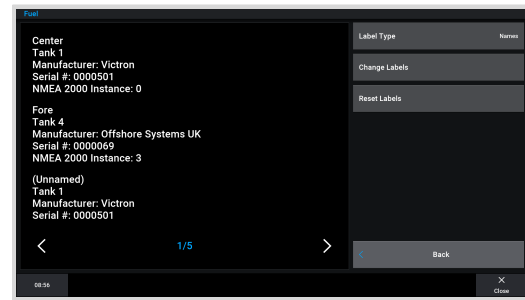 Fuel
Center
Tank 1
Manufacturer: Victron
Serial #: 0000501
NMEA 2000 Instance: 0
Fore
Tank 4
Manufacturer: Offshore Systems UK
Serial #: 0000069
NMEA 2000 Instance: 3
(Unnamed)
Tank 1
Manufacturer: Victron
Serial #: 0000501
1/5
Label Type Names
Change Labels
Reset Labels
Back
08:56
Close